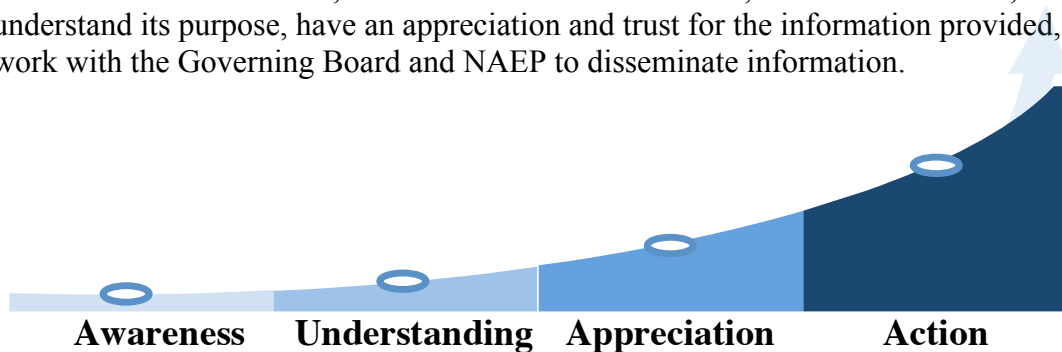 understand its purpose, have an appreciation and trust for the information provided,
work with the Governing Board and NAEP to disseminate information.
Awareness Understanding Appreciation Action